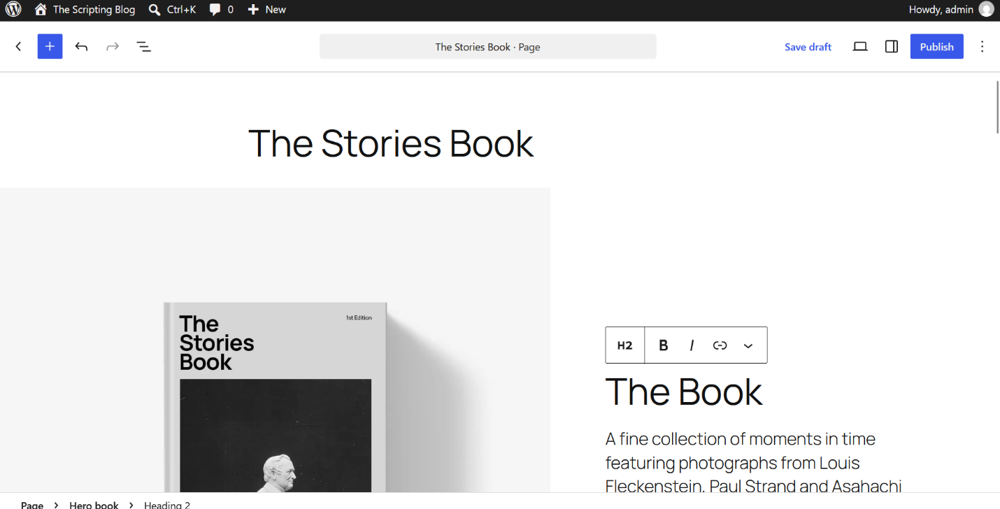 The Scripting Blog Ctrl+K 0 New Howdy, admin
The Stories Book · Page Save draft Publish
The Stories Book
The
Stories
Book
1st Edition
H2 B I
The Book
A fine collection of moments in time
featuring photographs from Louis
Fleckenstein, Paul Strand and Asahachi
Page > Hero book > Heading 2